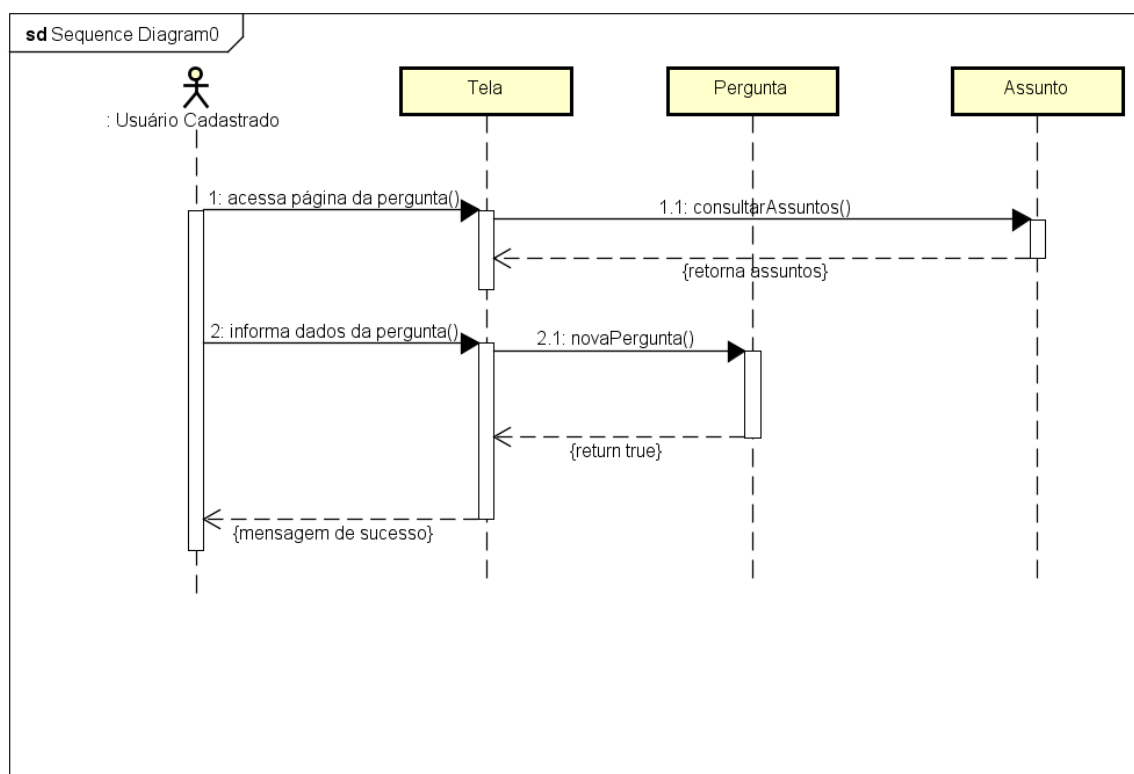 sd Sequence Diagram0
: Usuário Cadastrado
Tela
Pergunta
Assunto
1: acessa página da pergunta()
1.1: consultarAssuntos()
{retorna assuntos}
2: informa dados da pergunta()
2.1: novaPergunta()
{return true}
{mensagem de sucesso}